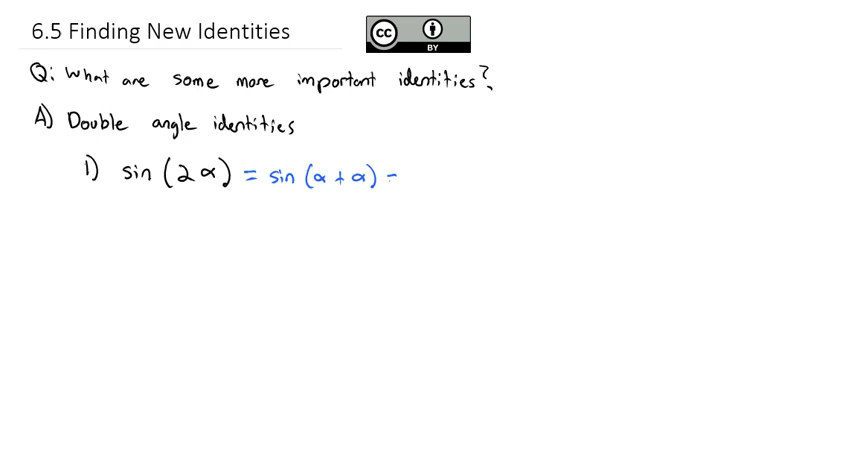 6.5 Finding New Identities
cc BY
Q: What are some more important identities?
A) Double angle identities
1) sin(2α) = sin(α + α) -